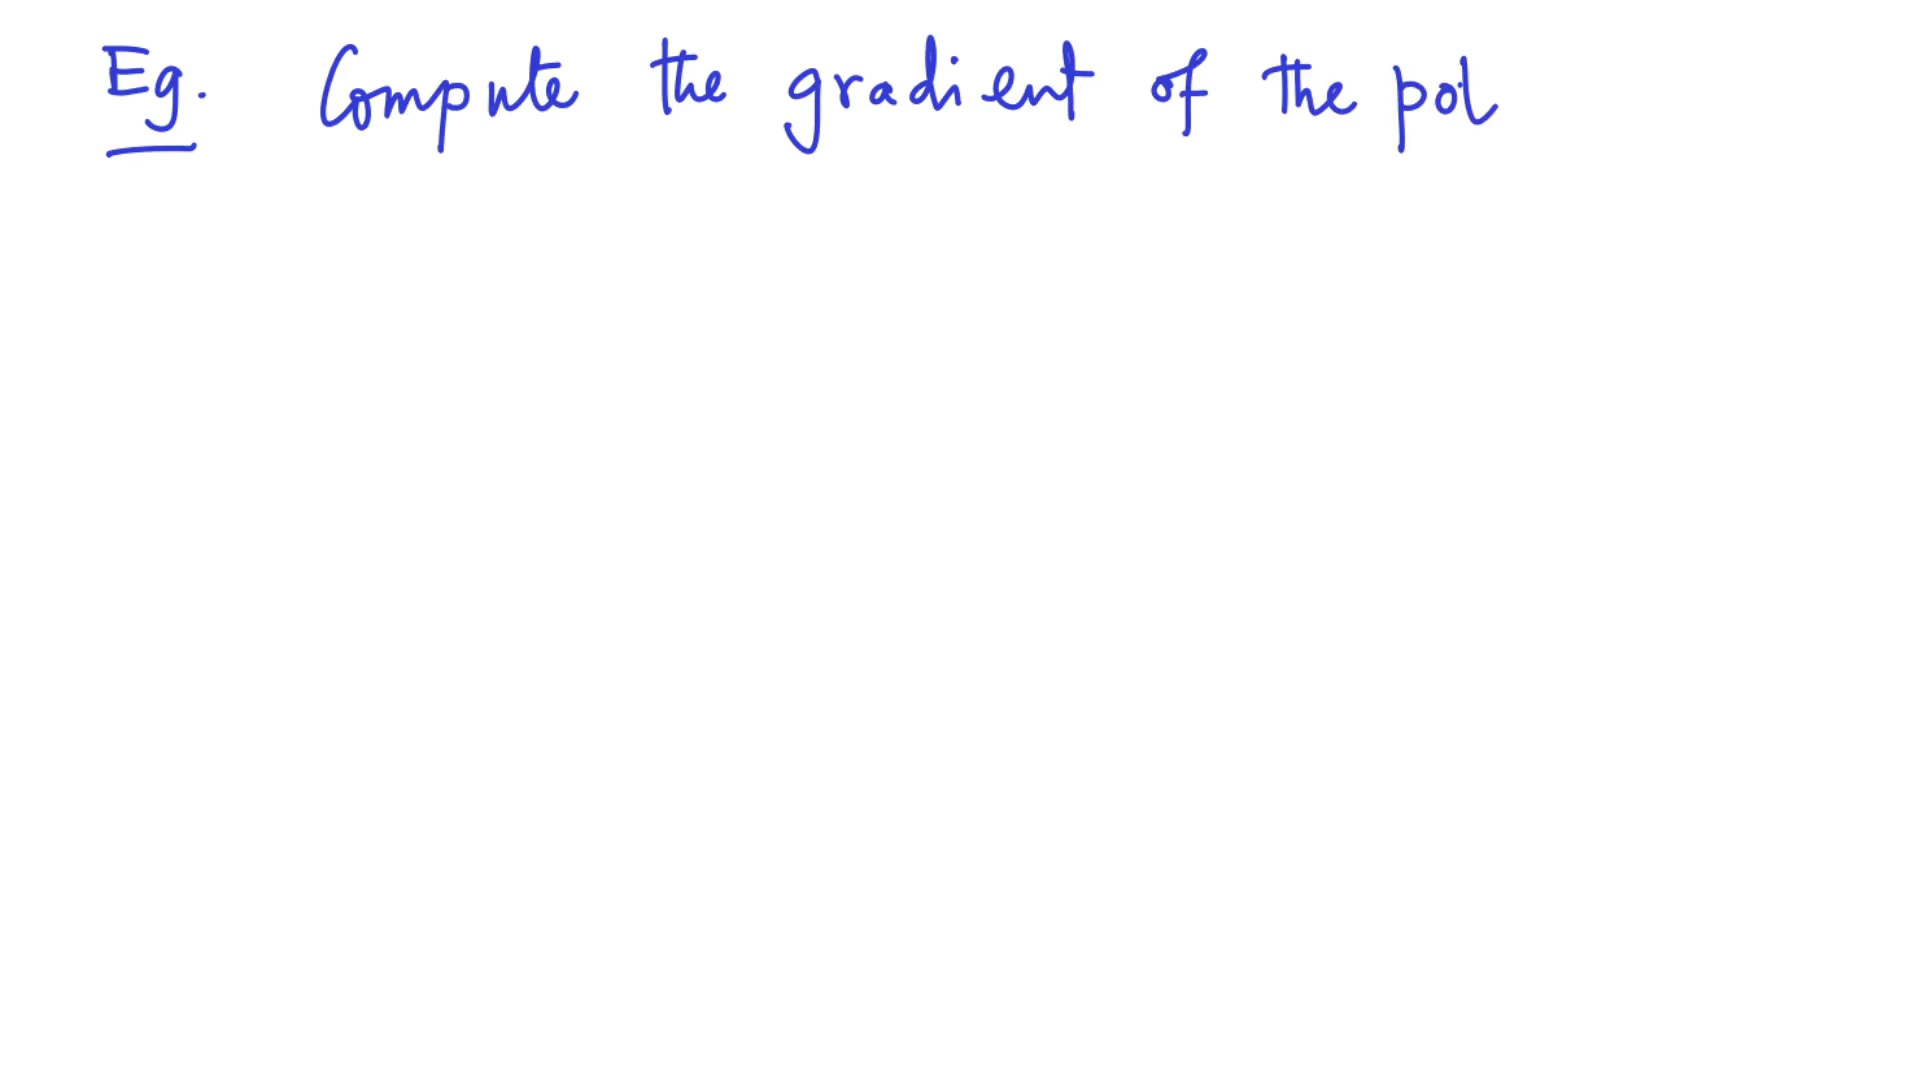 Eg. Compute the gradient of the pol